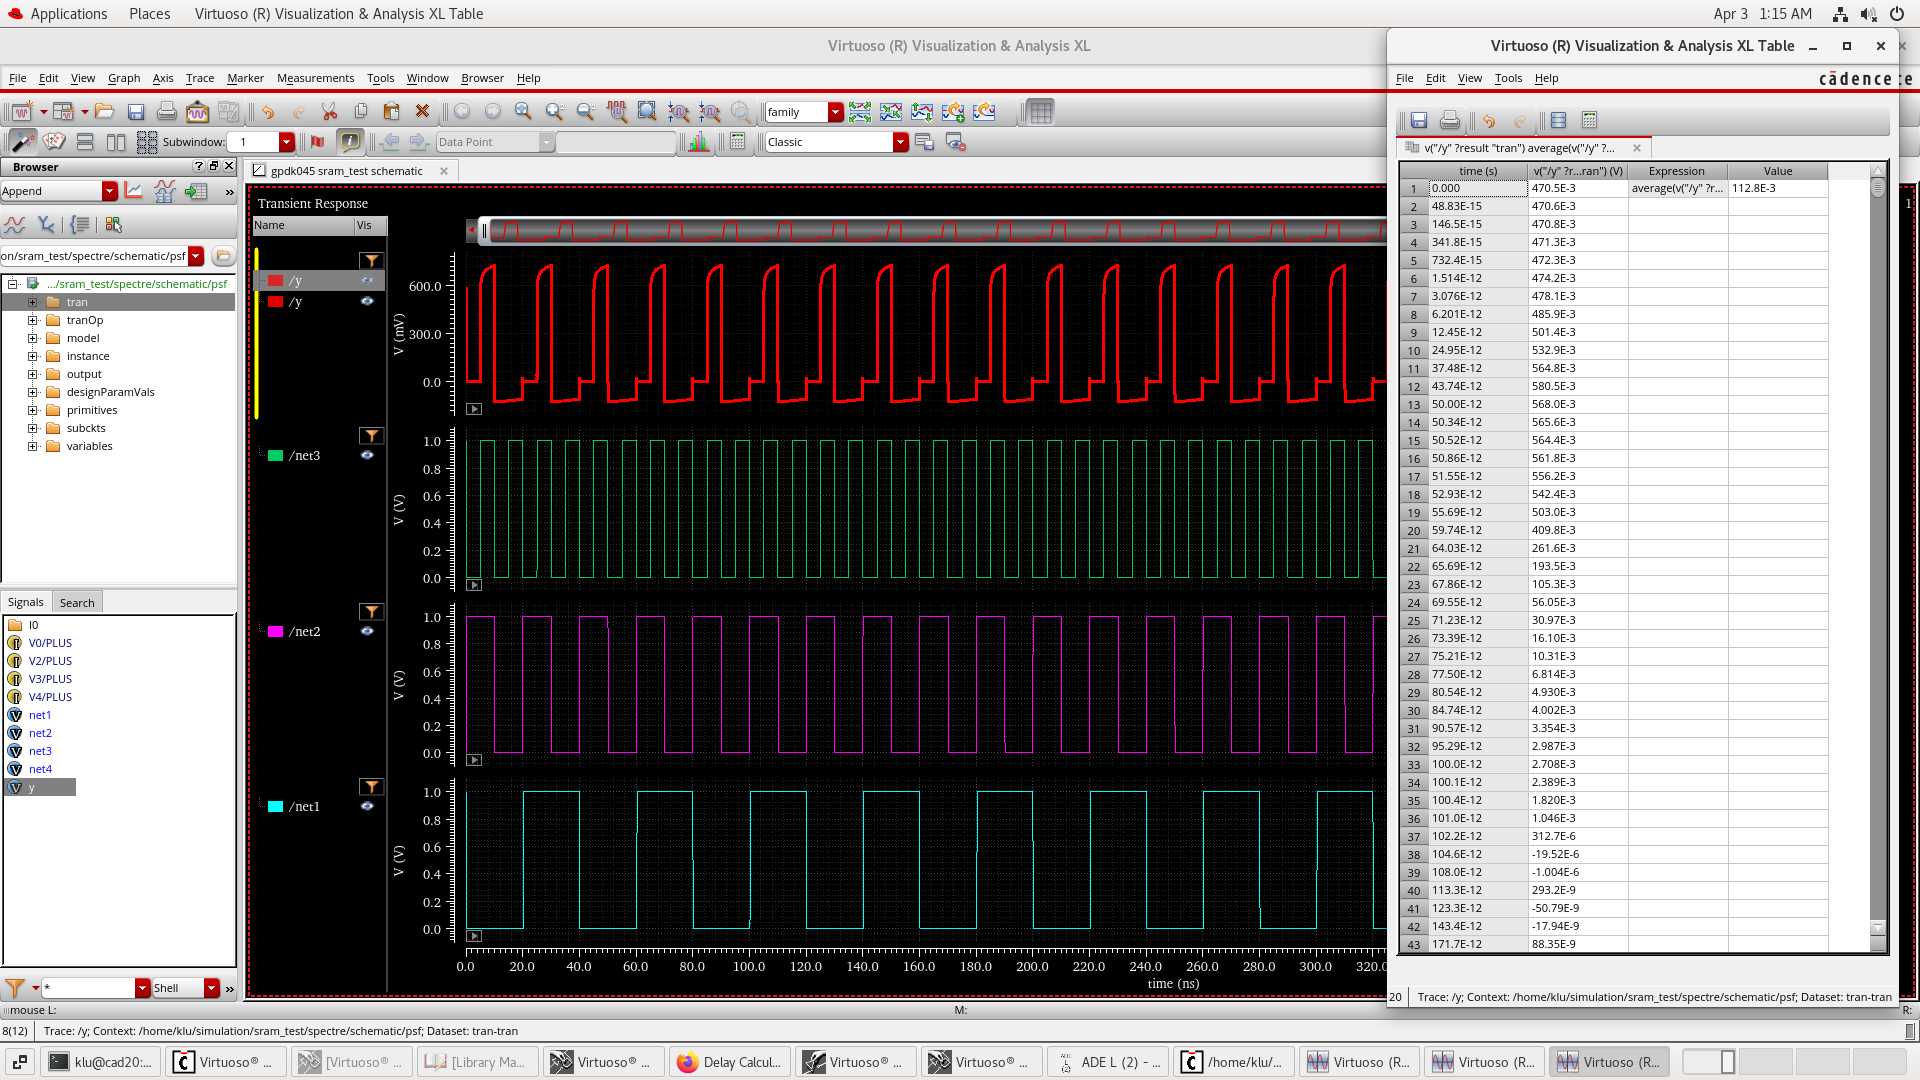 Applications Places Virtuoso (R) Visualization & Analysis XL Table Apr 3 1:15 AM
Virtuoso (R) Visualization & Analysis XL
File Edit View Graph Axis Trace Marker Measurements Tools Window Browser Help
family
Subwindow: 1 Data Point Classic
Browser
Append
on/sram_test/spectre/schematic/psf
.../sram_test/spectre/schematic/psf
tran
tranOp
model
instance
output
designParamVals
primitives
subckts
variables
Signals Search
I0
V0/PLUS
V2/PLUS
V3/PLUS
V4/PLUS
net1
net2
net3
net4
y
* Shell
gpdk045 sram_test schematic
Transient Response
1
Name Vis
/y
/y
V (mV)
600.0
300.0
0.0
/net3
V (V)
1.0
0.8
0.6
0.4
0.2
0.0
/net2
V (V)
1.0
0.8
0.6
0.4
0.2
0.0
/net1
V (V)
1.0
0.8
0.6
0.4
0.2
0.0
0.0 20.0 40.0 60.0 80.0 100.0 120.0 140.0 160.0 180.0 200.0 220.0 240.0 260.0 280.0 300.0 320.0
time (ns)
Virtuoso (R) Visualization & Analysis XL Table
File Edit View Tools Help
cādence ce
v("/y" ?result "tran") average(v("/y" ?...
time (s) v("/y" ?r...ran") (V) Expression Value
1 0.000 470.5E-3 average(v("/y" ?r... 112.8E-3
2 48.83E-15 470.6E-3
3 146.5E-15 470.8E-3
4 341.8E-15 471.3E-3
5 732.4E-15 472.3E-3
6 1.514E-12 474.2E-3
7 3.076E-12 478.1E-3
8 6.201E-12 485.9E-3
9 12.45E-12 501.4E-3
10 24.95E-12 532.9E-3
11 37.48E-12 564.8E-3
12 43.74E-12 580.5E-3
13 50.00E-12 568.0E-3
14 50.34E-12 565.6E-3
15 50.52E-12 564.4E-3
16 50.86E-12 561.8E-3
17 51.55E-12 556.2E-3
18 52.93E-12 542.4E-3
19 55.69E-12 503.0E-3
20 59.74E-12 409.8E-3
21 64.03E-12 261.6E-3
22 65.69E-12 193.5E-3
23 67.86E-12 105.3E-3
24 69.55E-12 56.05E-3
25 71.23E-12 30.97E-3
26 73.39E-12 16.10E-3
27 75.21E-12 10.31E-3
28 77.50E-12 6.814E-3
29 80.54E-12 4.930E-3
30 84.74E-12 4.002E-3
31 90.57E-12 3.354E-3
32 95.29E-12 2.987E-3
33 100.0E-12 2.708E-3
34 100.1E-12 2.389E-3
35 100.4E-12 1.820E-3
36 101.0E-12 1.046E-3
37 102.2E-12 312.7E-6
38 104.6E-12 -19.52E-6
39 108.0E-12 -1.004E-6
40 113.3E-12 293.2E-9
41 123.3E-12 -50.79E-9
42 143.4E-12 -17.94E-9
43 171.7E-12 88.35E-9
20 Trace: /y; Context: /home/klu/simulation/sram_test/spectre/schematic/psf; Dataset: tran-tran
mouse L: M: R:
8(12) Trace: /y; Context: /home/klu/simulation/sram_test/spectre/schematic/psf; Dataset: tran-tran
klu@cad20:... Virtuoso® ... [Virtuoso® ... [Library Ma... Virtuoso® ... Delay Calcul... Virtuoso® ... Virtuoso® ... ADE L (2) - ... /home/klu/... Virtuoso (R... Virtuoso (R... Virtuoso (R...